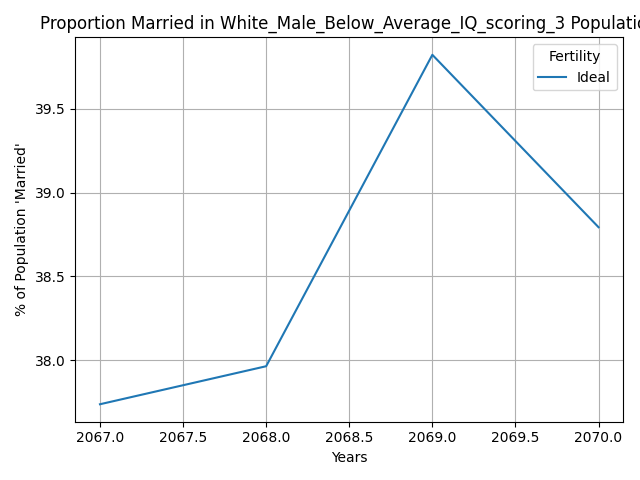 Proportion Married in White_Male_Below_Average_IQ_scoring_3 Populatio
Fertility
Ideal
% of Population 'Married'
39.5
39.0
38.5
38.0
2067.0 2067.5 2068.0 2068.5 2069.0 2069.5 2070.0
Years